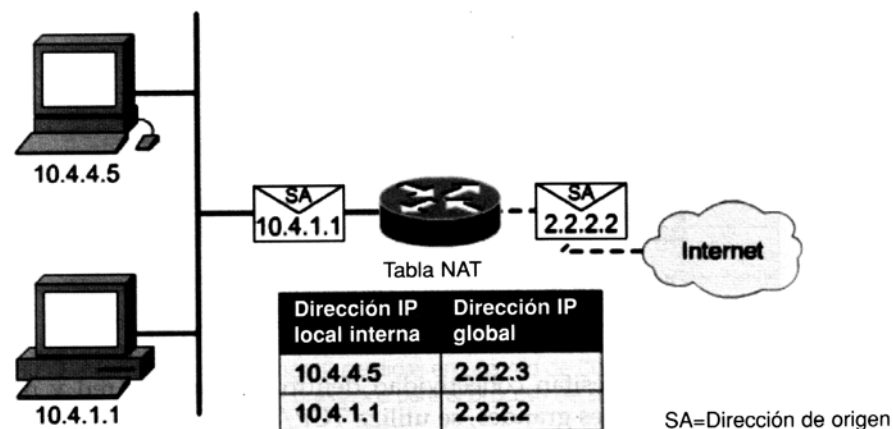 10.4.4.5
SA
10.4.1.1
SA
2.2.2.2
Internet
Tabla NAT
Dirección IP local interna
Dirección IP global
10.4.4.5
2.2.2.3
10.4.1.1
2.2.2.2
10.4.1.1
SA=Dirección de origen